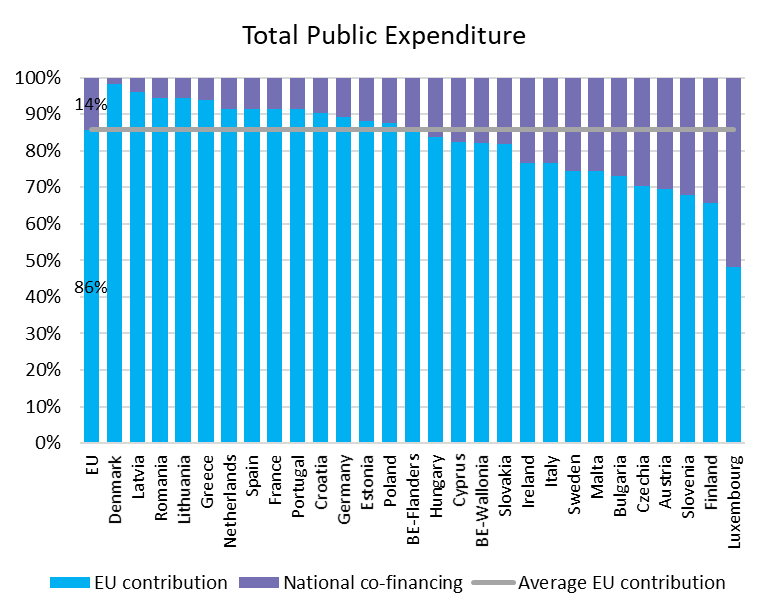 Total Public Expenditure
100%
90%
80%
70%
60%
50%
40%
30%
20%
10%
0%
14%
86%
EU
Denmark
Latvia
Romania
Lithuania
Greece
Netherlands
Spain
France
Portugal
Croatia
Germany
Estonia
Poland
BE-Flanders
Hungary
Cyprus
BE-Wallonia
Slovakia
Ireland
Italy
Sweden
Malta
Bulgaria
Czechia
Austria
Slovenia
Finland
Luxembourg
EU contribution National co-financing Average EU contribution